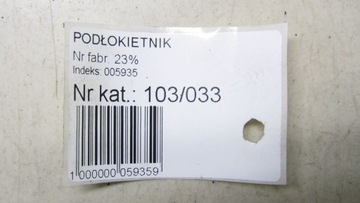 PODŁOKIETNIK
Nr fabr. 23%
Indeks: 005935
Nr kat.: 103/033
1 000000 059359